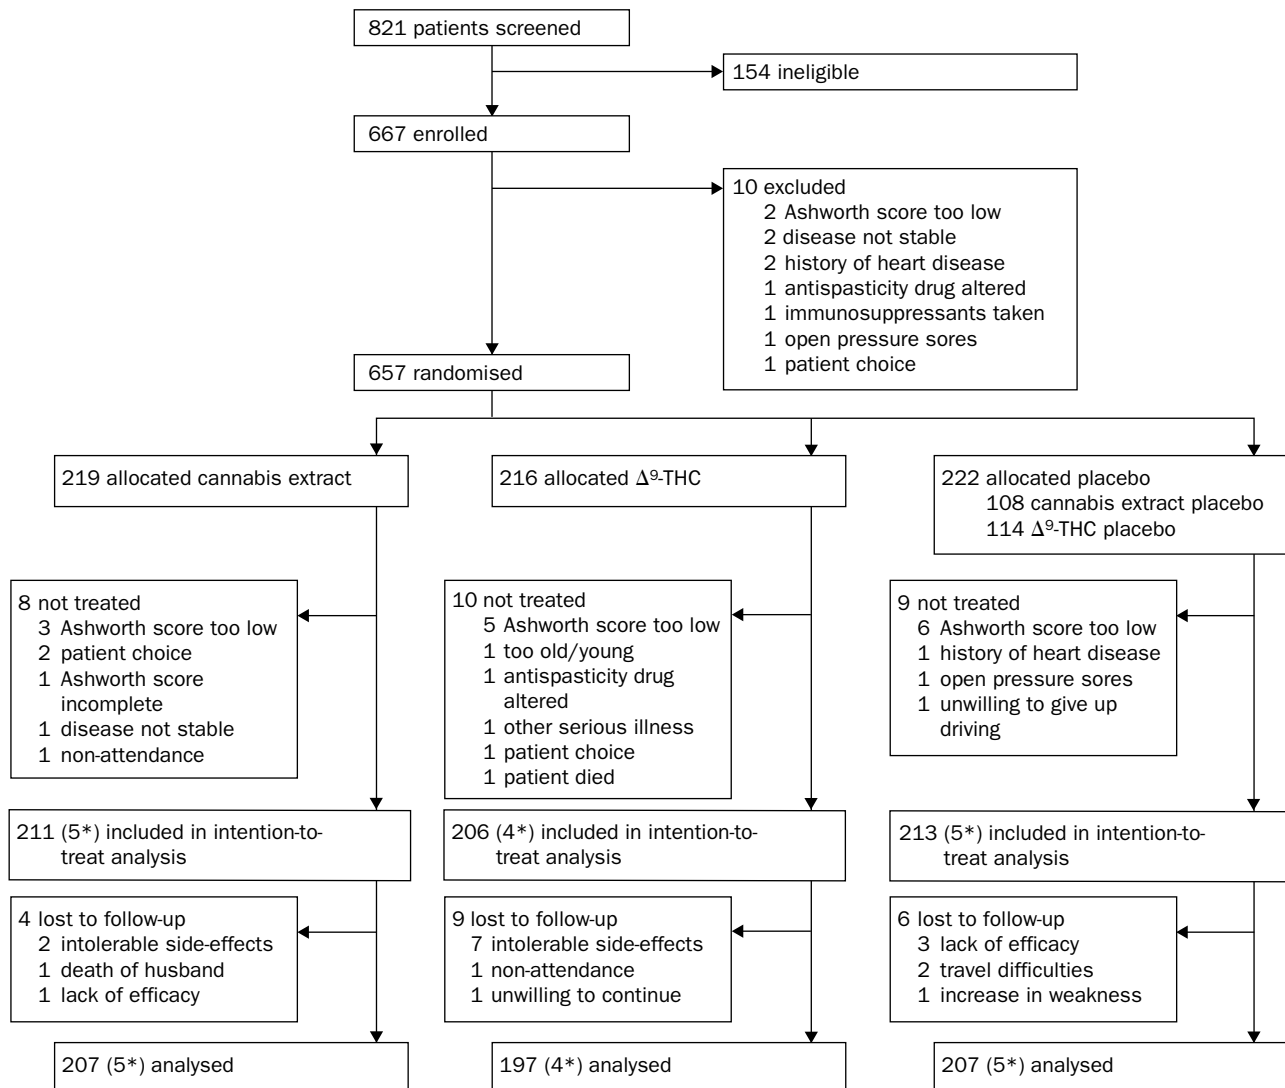 821 patients screened
154 ineligible
667 enrolled
10 excluded
2 Ashworth score too low
2 disease not stable
2 history of heart disease
1 antispasticity drug altered
1 immunosuppressants taken
1 open pressure sores
1 patient choice
657 randomised
219 allocated cannabis extract
216 allocated Δ⁹-THC
222 allocated placebo
108 cannabis extract placebo
114 Δ⁹-THC placebo
8 not treated
3 Ashworth score too low
2 patient choice
1 Ashworth score
incomplete
1 disease not stable
1 non-attendance
10 not treated
5 Ashworth score too low
1 too old/young
1 antispasticity drug
altered
1 other serious illness
1 patient choice
1 patient died
9 not treated
6 Ashworth score too low
1 history of heart disease
1 open pressure sores
1 unwilling to give up
driving
211 (5*) included in intention-to-
treat analysis
206 (4*) included in intention-to-
treat analysis
213 (5*) included in intention-to-
treat analysis
4 lost to follow-up
2 intolerable side-effects
1 death of husband
1 lack of efficacy
9 lost to follow-up
7 intolerable side-effects
1 non-attendance
1 unwilling to continue
6 lost to follow-up
3 lack of efficacy
2 travel difficulties
1 increase in weakness
207 (5*) analysed
197 (4*) analysed
207 (5*) analysed